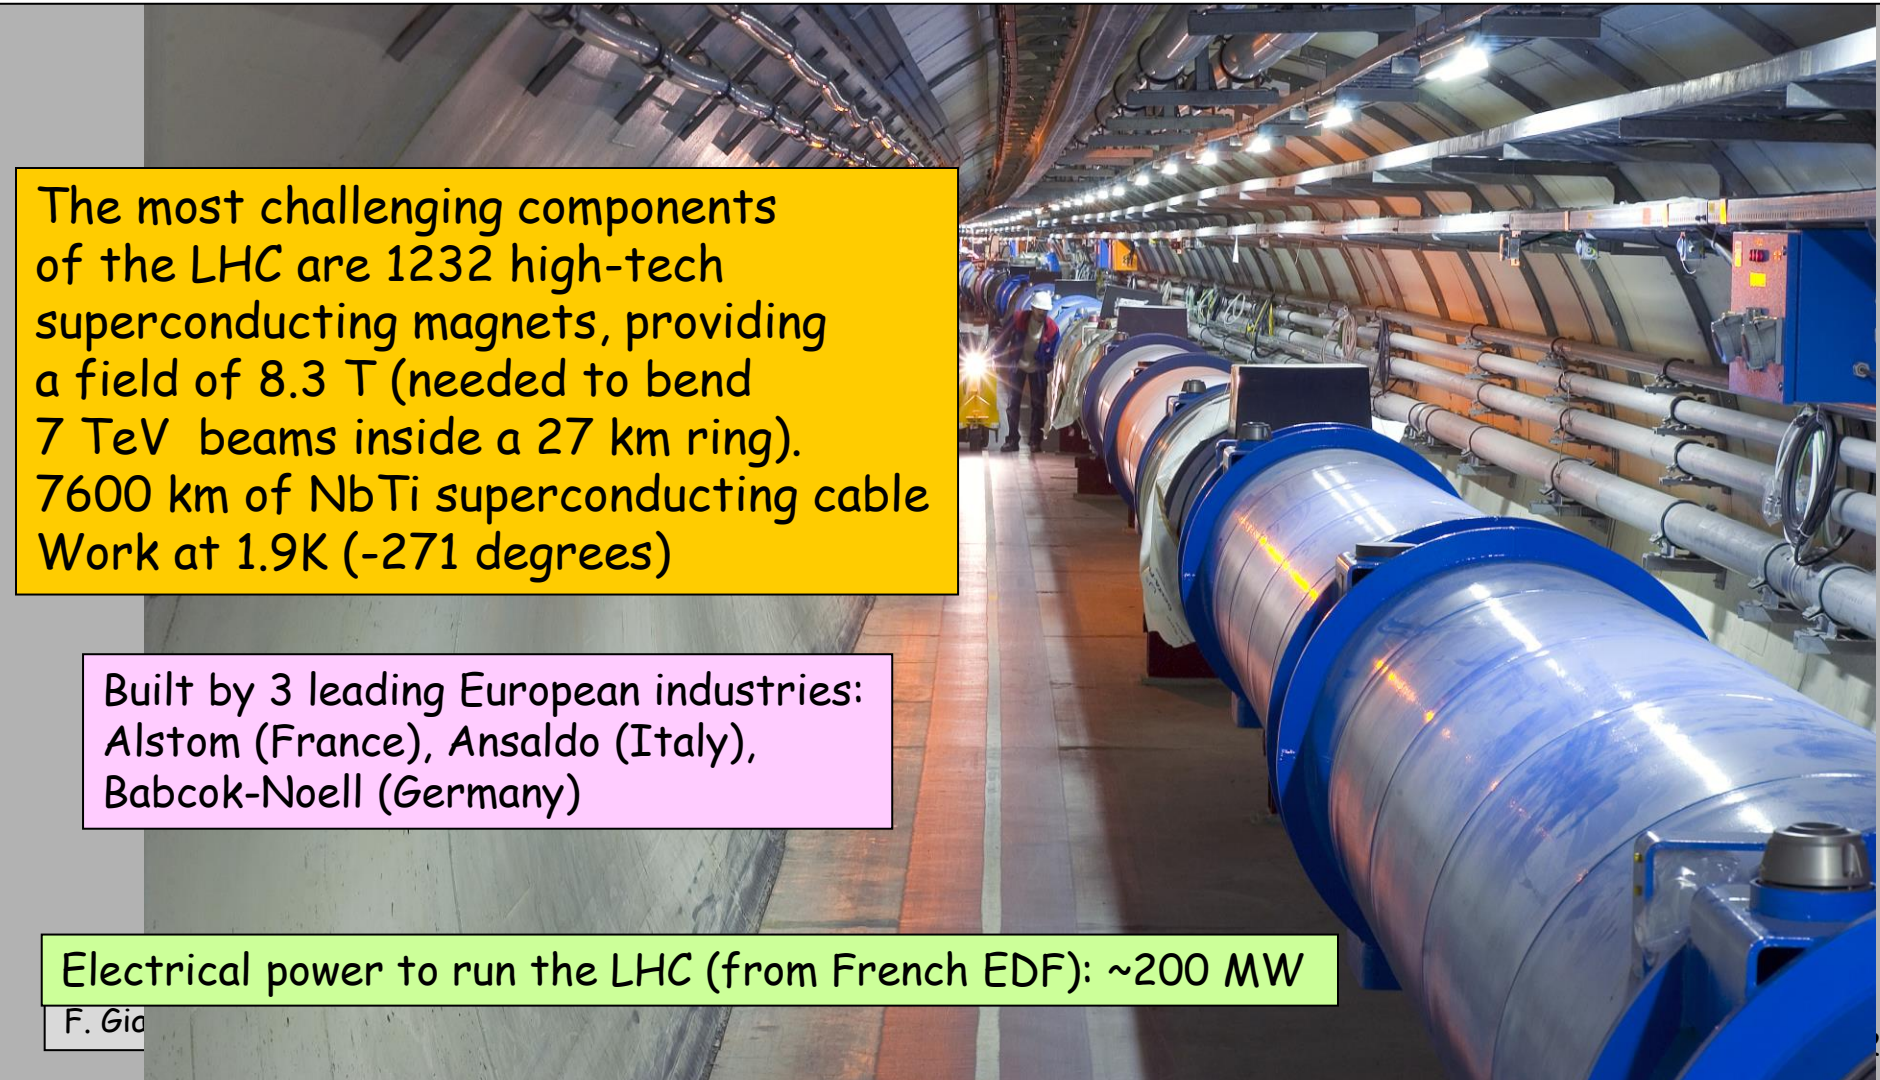 The most challenging components
of the LHC are 1232 high-tech
superconducting magnets, providing
a field of 8.3 T (needed to bend
7 TeV beams inside a 27 km ring).
7600 km of NbTi superconducting cable
Work at 1.9K (-271 degrees)
Built by 3 leading European industries:
Alstom (France), Ansaldo (Italy),
Babcok-Noell (Germany)
Electrical power to run the LHC (from French EDF): ~200 MW
F.